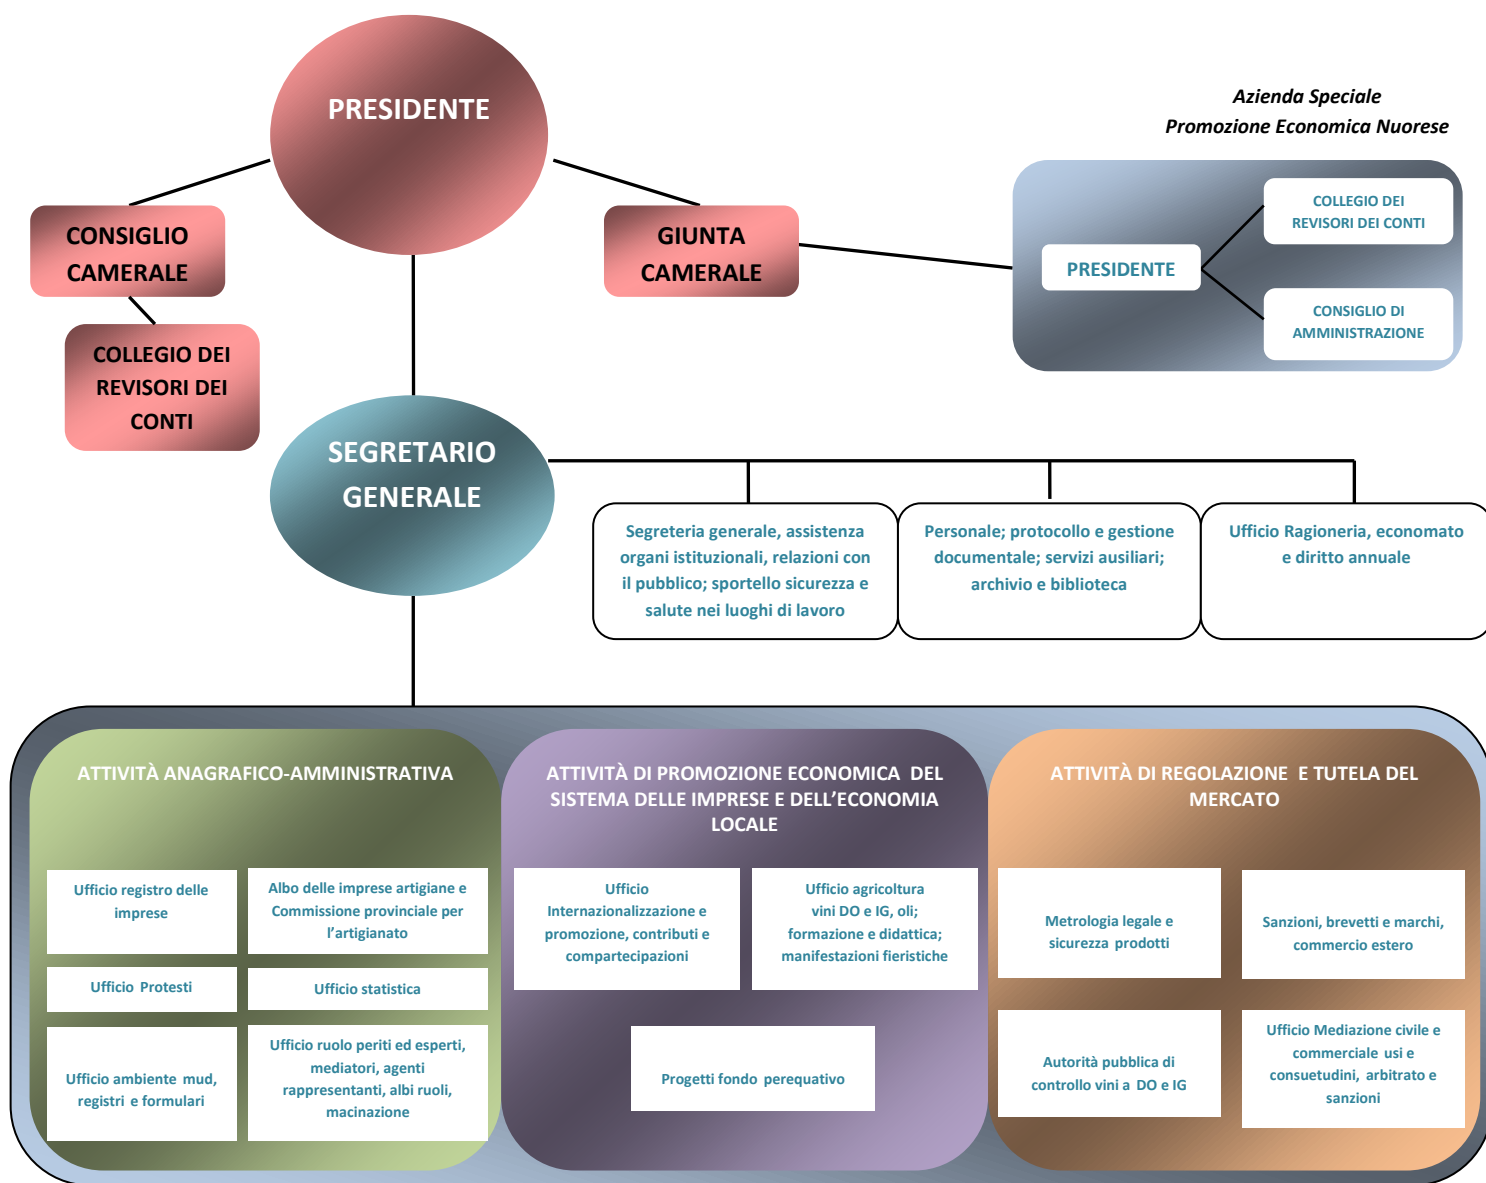 PRESIDENTE
Azienda Speciale
Promozione Economica Nuorese
CONSIGLIO
CAMERALE
GIUNTA
CAMERALE
COLLEGIO DEI
REVISORI DEI CONTI
PRESIDENTE
CONSIGLIO DI
AMMINISTRAZIONE
COLLEGIO DEI
REVISORI DEI
CONTI
SEGRETARIO
GENERALE
Segreteria generale, assistenza
organi istituzionali, relazioni con
il pubblico; sportello sicurezza e
salute nei luoghi di lavoro
Personale; protocollo e gestione
documentale; servizi ausiliari;
archivio e biblioteca
Ufficio Ragioneria, economato
e diritto annuale
ATTIVITÀ ANAGRAFICO-AMMINISTRATIVA
Ufficio registro delle
imprese
Albo delle imprese artigiane e
Commissione provinciale per
l’artigianato
Ufficio Protesti
Ufficio statistica
Ufficio ambiente mud,
registri e formulari
Ufficio ruolo periti ed esperti,
mediatori, agenti
rappresentanti, albi ruoli,
macinazione
ATTIVITÀ DI PROMOZIONE ECONOMICA DEL
SISTEMA DELLE IMPRESE E DELL’ECONOMIA
LOCALE
Ufficio
Internazionalizzazione e
promozione, contributi e
compartecipazioni
Ufficio agricoltura
vini DO e IG, oli;
formazione e didattica;
manifestazioni fieristiche
Progetti fondo perequativo
ATTIVITÀ DI REGOLAZIONE E TUTELA DEL
MERCATO
Metrologia legale e
sicurezza prodotti
Sanzioni, brevetti e marchi,
commercio estero
Autorità pubblica di
controllo vini a DO e IG
Ufficio Mediazione civile e
commerciale usi e
consuetudini, arbitrato e
sanzioni